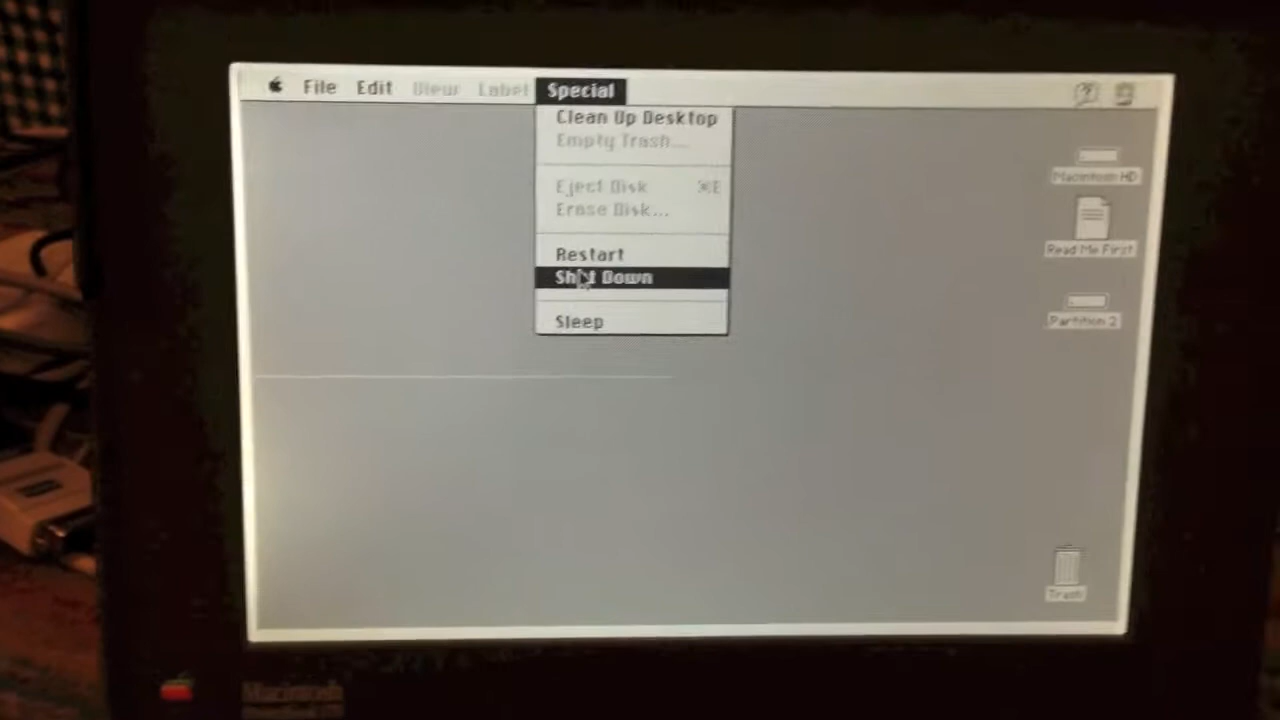 File Edit View Label Special
Clean Up Desktop
Empty Trash...
Eject Disk ⌘E
Erase Disk...
Restart
Shut Down
Sleep
Macintosh HD
Read Me First
Partition 2
Trash
Macintosh